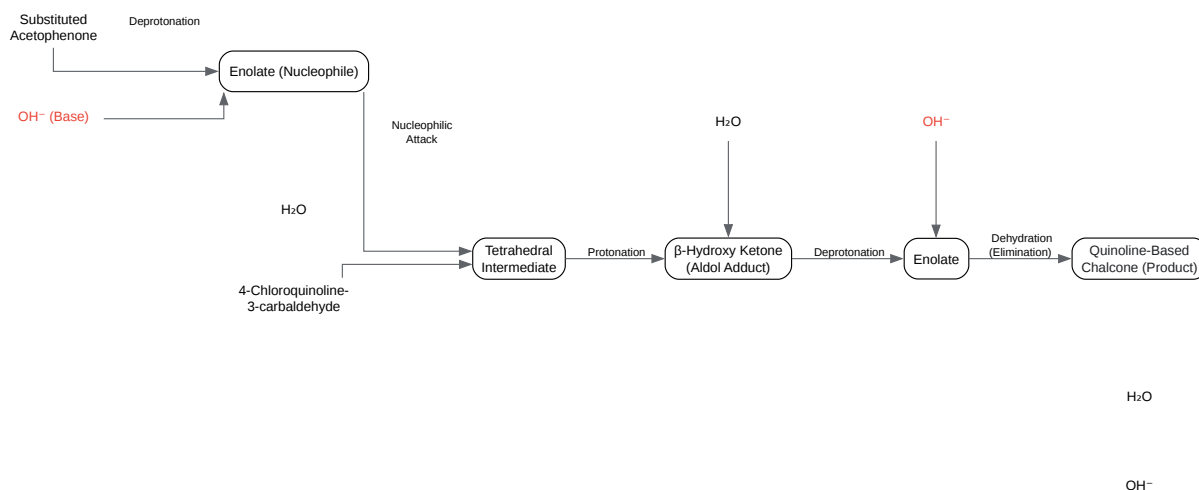 Substituted
Acetophenone
Deprotonation
Enolate (Nucleophile)
OH⁻ (Base)
Nucleophilic
Attack
H₂O
OH⁻
H₂O
Tetrahedral
Intermediate
Protonation
β-Hydroxy Ketone
(Aldol Adduct)
Deprotonation
Enolate
Dehydration
(Elimination)
Quinoline-Based
Chalcone (Product)
4-Chloroquinoline-
3-carbaldehyde
H₂O
OH⁻